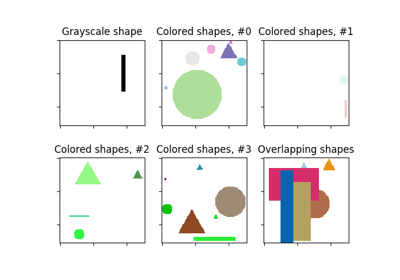 Grayscale shape
Colored shapes, #0
Colored shapes, #1
Colored shapes, #2
Colored shapes, #3
Overlapping shapes